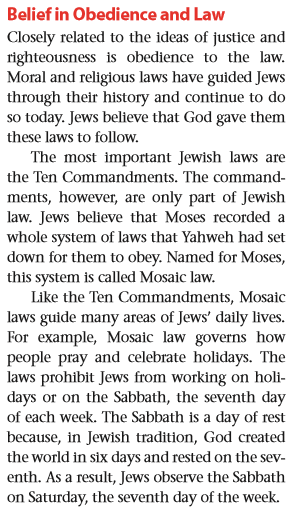 Belief in Obedience and Law
Closely related to the ideas of justice and
righteousness is obedience to the law.
Moral and religious laws have guided Jews
through their history and continue to do
so today. Jews believe that God gave them
these laws to follow.
The most important Jewish laws are
the Ten Commandments. The command-
ments, however, are only part of Jewish
law. Jews believe that Moses recorded a
whole system of laws that Yahweh had set
down for them to obey. Named for Moses,
this system is called Mosaic law.
Like the Ten Commandments, Mosaic
laws guide many areas of Jews' daily lives.
For example, Mosaic law governs how
people pray and celebrate holidays. The
laws prohibit Jews from working on holi-
days or on the Sabbath, the seventh day
of each week. The Sabbath is a day of rest
because, in Jewish tradition, God created
the world in six days and rested on the sev-
enth. As a result, Jews observe the Sabbath
on Saturday, the seventh day of the week.